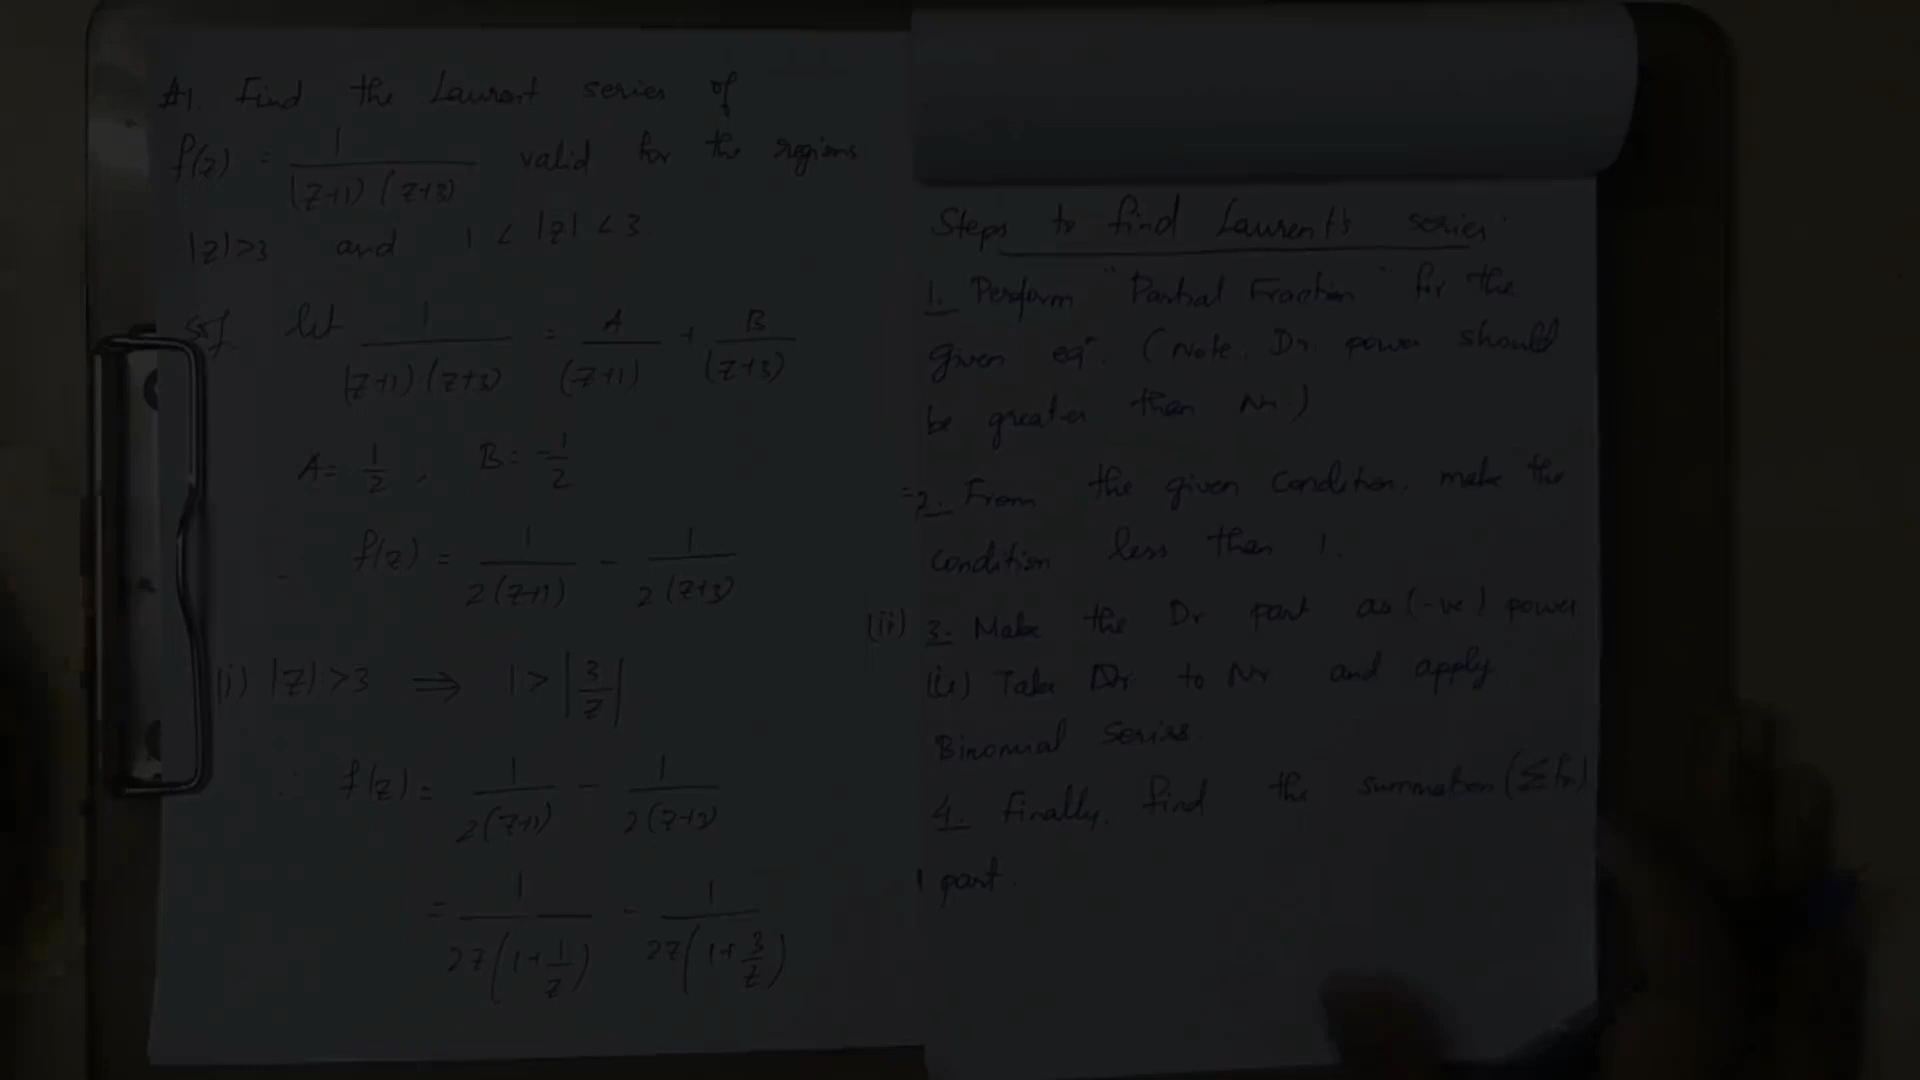 #1. Find the Laurent series of
f(z) = 1/((z+1)(z+3)) valid for the regions
|z|>3 and 1 < |z| < 3
Sol. let 1/((z+1)(z+3)) = A/(z+1) + B/(z+3)
A = 1/2 , B = -1/2
∴ f(z) = 1/(2(z+1)) - 1/(2(z+3))
(i) |z|>3 ⟹ 1 > |3/z|
∴ f(z) = 1/(2(z+1)) - 1/(2(z+3))
= 1/(2z(1+1/z)) - 1/(2z(1+3/z))
Steps to find Laurent's series
1. Perform "Partial Fraction" for the
given eqn. (Note. Dr. power should
be greater than Nr)
2. From the given condition, make the
condition less than 1.
(ii) 3. Make the Dr part as (-ve) power
(ie) Take Dr to Nr and apply
Binomial Series.
4. Finally, find the summation (Σ
part.